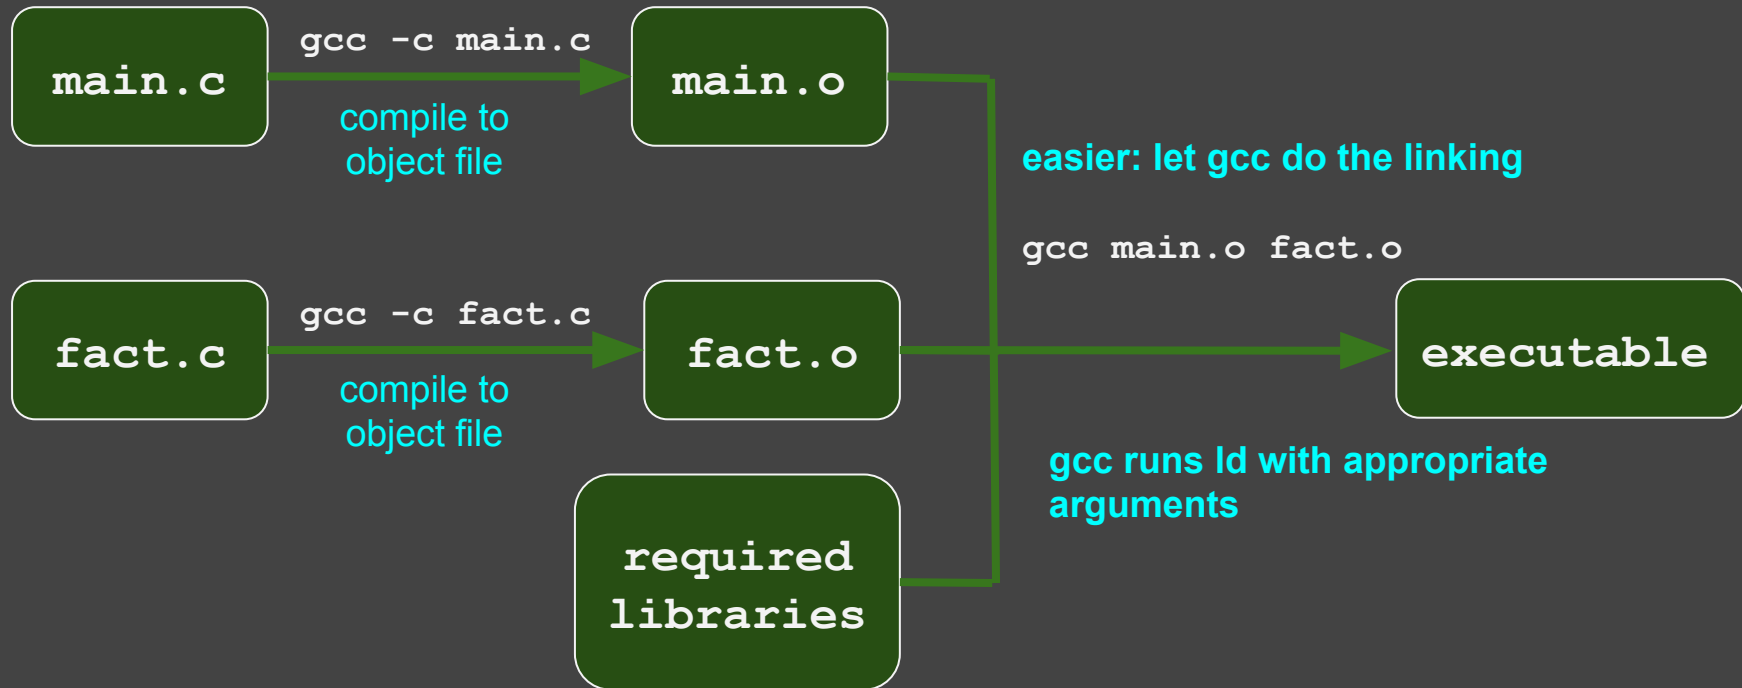 main.c
gcc -c main.c
compile to
object file
main.o
easier: let gcc do the linking
gcc main.o fact.o
fact.c
gcc -c fact.c
compile to
object file
fact.o
executable
gcc runs ld with appropriate
arguments
required
libraries